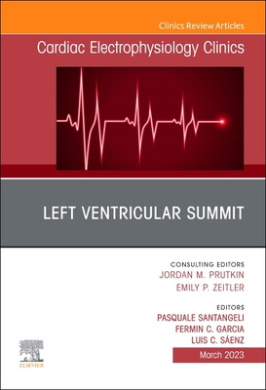 Clinics Review Articles
Cardiac Electrophysiology Clinics
LEFT VENTRICULAR SUMMIT
CONSULTING EDITORS
JORDAN M. PRUTKIN
EMILY P. ZEITLER
EDITORS
PASQUALE SANTANGELI
FERMIN C. GARCIA
LUIS C. SÁENZ
March 2023
ELSEVIER